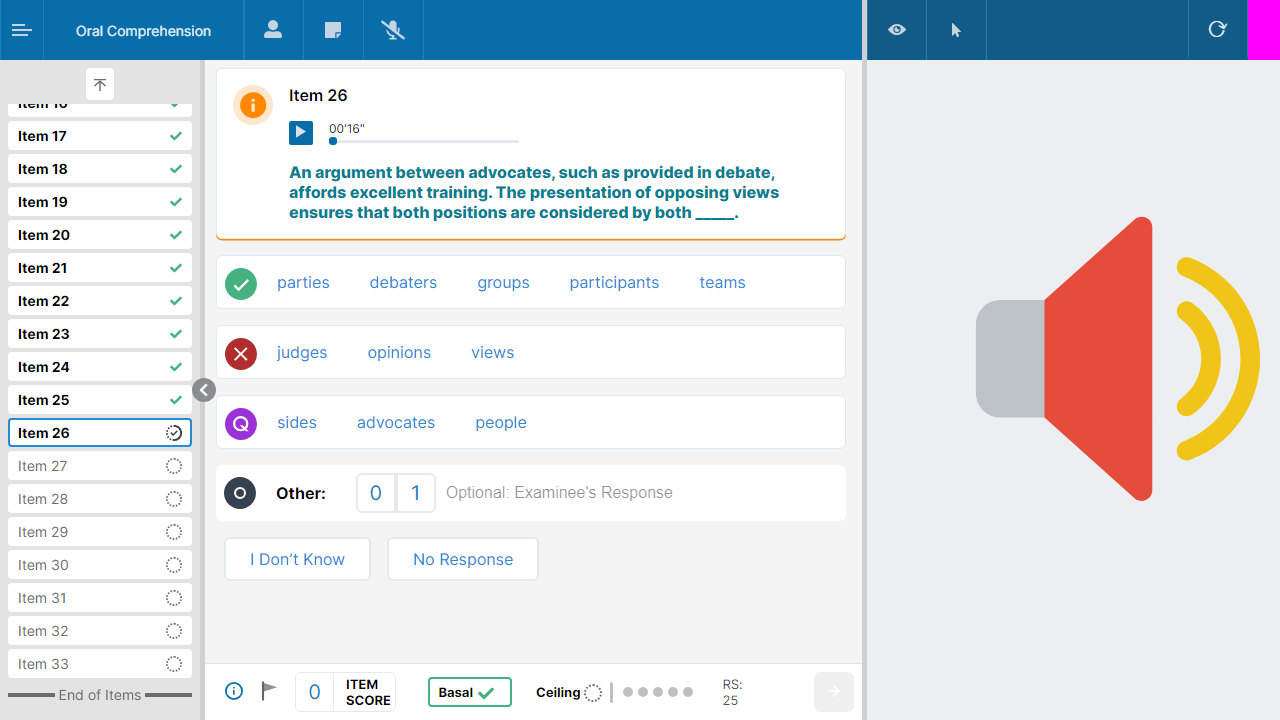 Oral Comprehension
Item 16
Item 17
Item 18
Item 19
Item 20
Item 21
Item 22
Item 23
Item 24
Item 25
Item 26
Item 27
Item 28
Item 29
Item 30
Item 31
Item 32
Item 33
End of Items
Item 26
00'16"
An argument between advocates, such as provided in debate,
affords excellent training. The presentation of opposing views
ensures that both positions are considered by both _____.
parties debaters groups participants teams
judges opinions views
Q sides advocates people
Other: 0 1 Optional: Examinee's Response
I Don't Know No Response
0 ITEM
SCORE
Basal
Ceiling
RS:
25